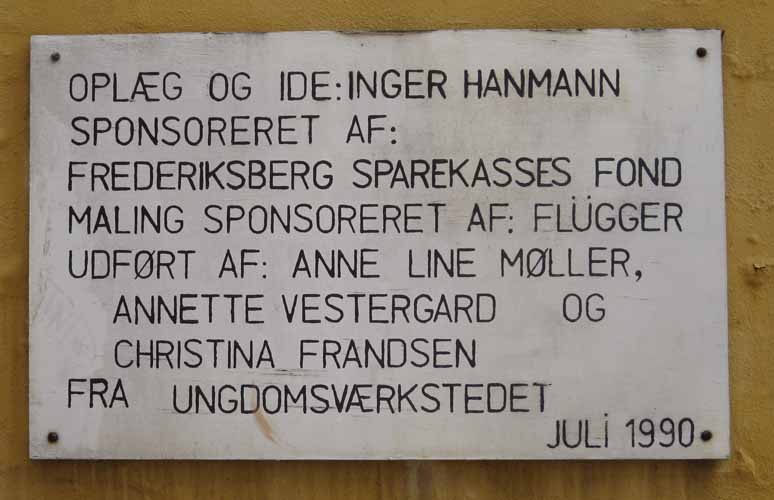 OPLÆG OG IDE: INGER HANMANN
SPONSORERET AF:
FREDERIKSBERG SPAREKASSES FOND
MALING SPONSORERET AF: FLÜGGER
UDFØRT AF: ANNE LINE MØLLER,
ANNETTE VESTERGARD OG
CHRISTINA FRANDSEN
FRA UNGDOMSVÆRKSTEDET
JULi 1990